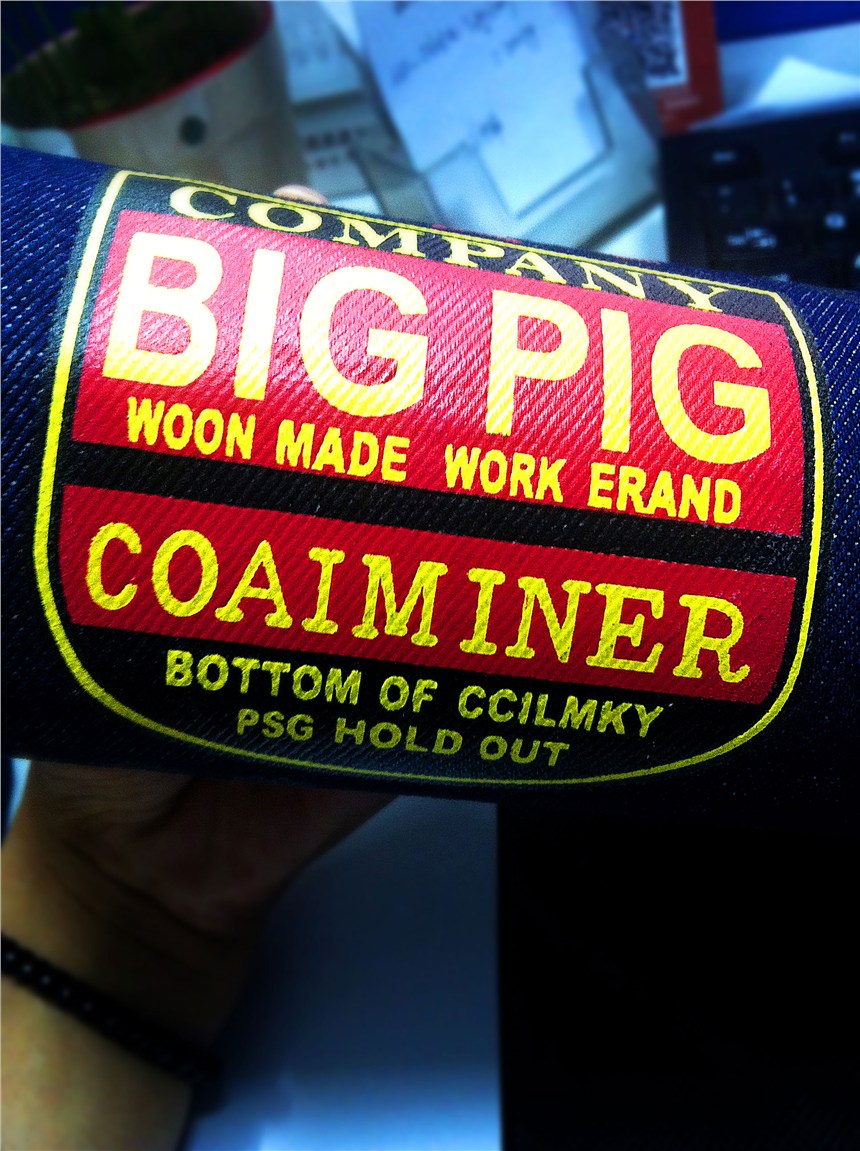 COMPANY
BIG PIG
WOON MADE WORK ERAND
COAIMINER
BOTTOM OF CCILMKY
PSG HOLD OUT